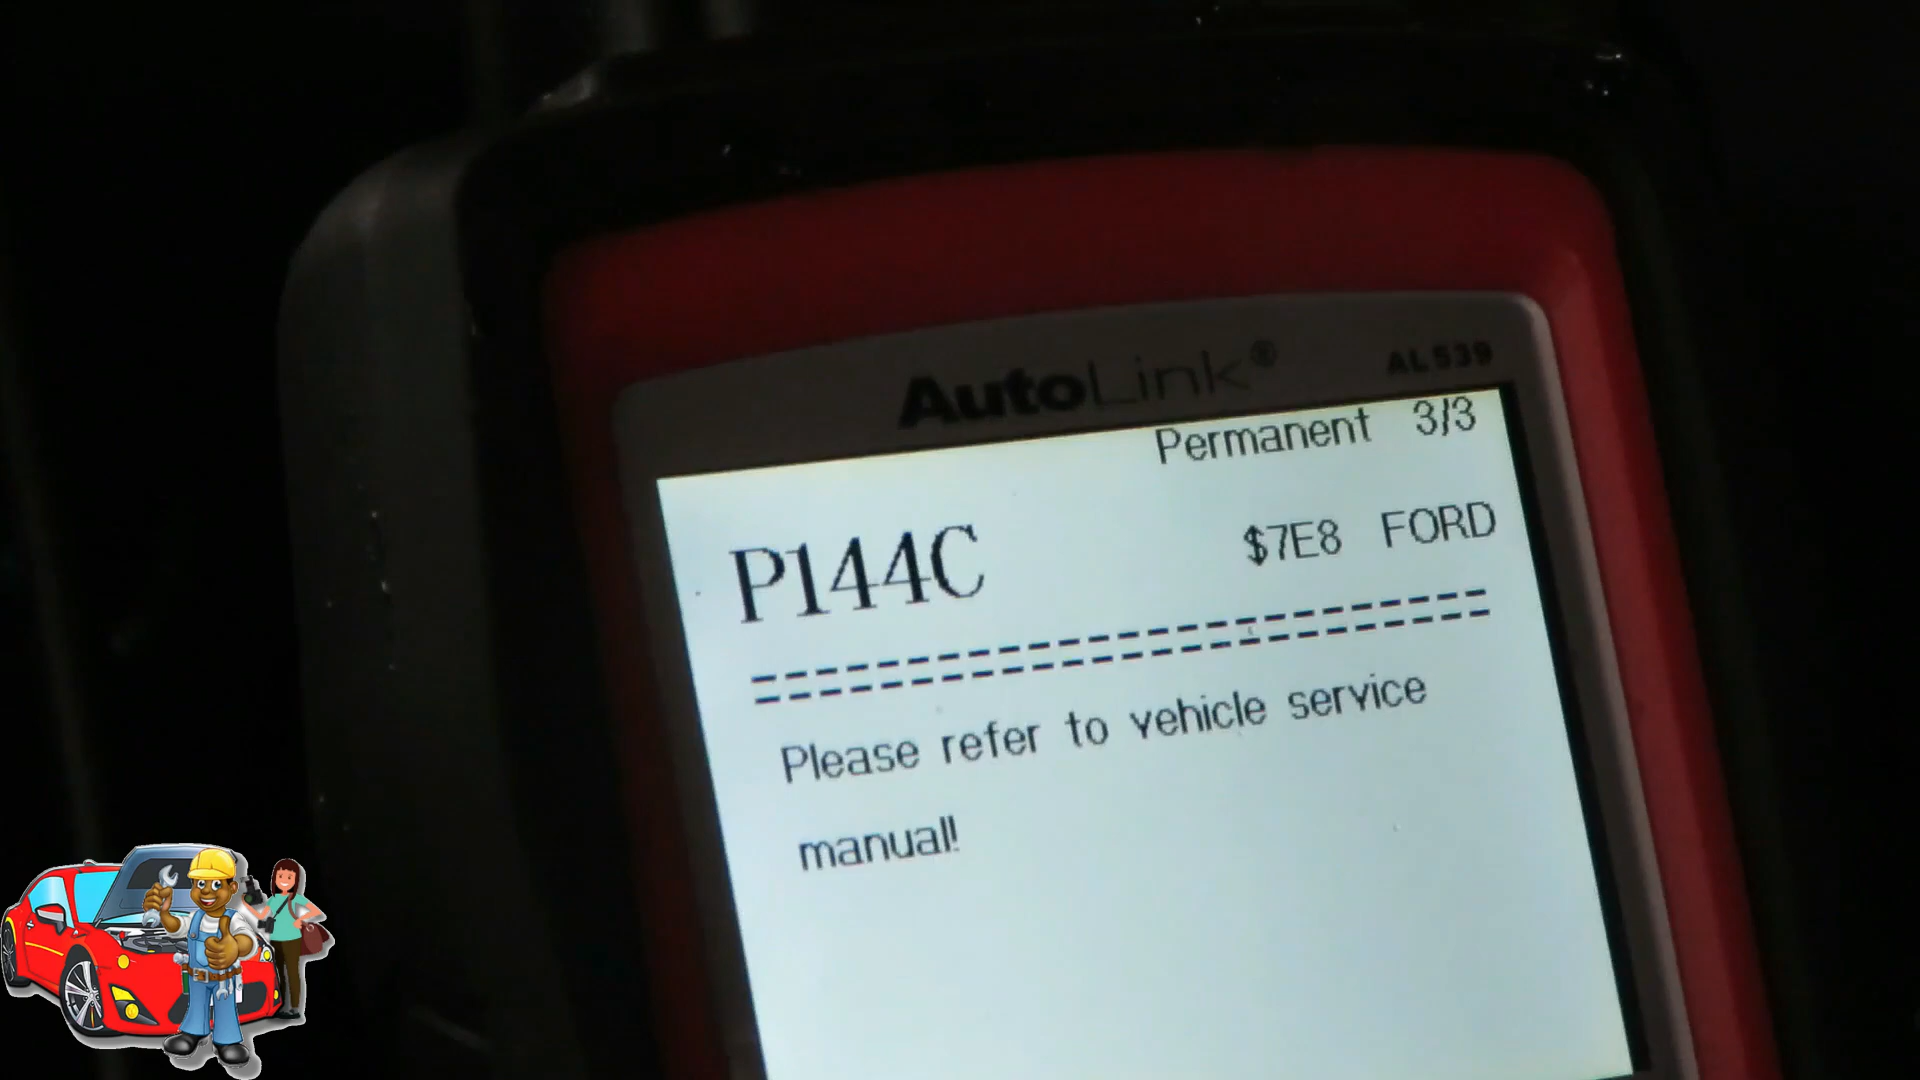 AutoLink® AL539
Permanent 3/3
P144C $7E8 FORD
================================
Please refer to vehicle service
manual!